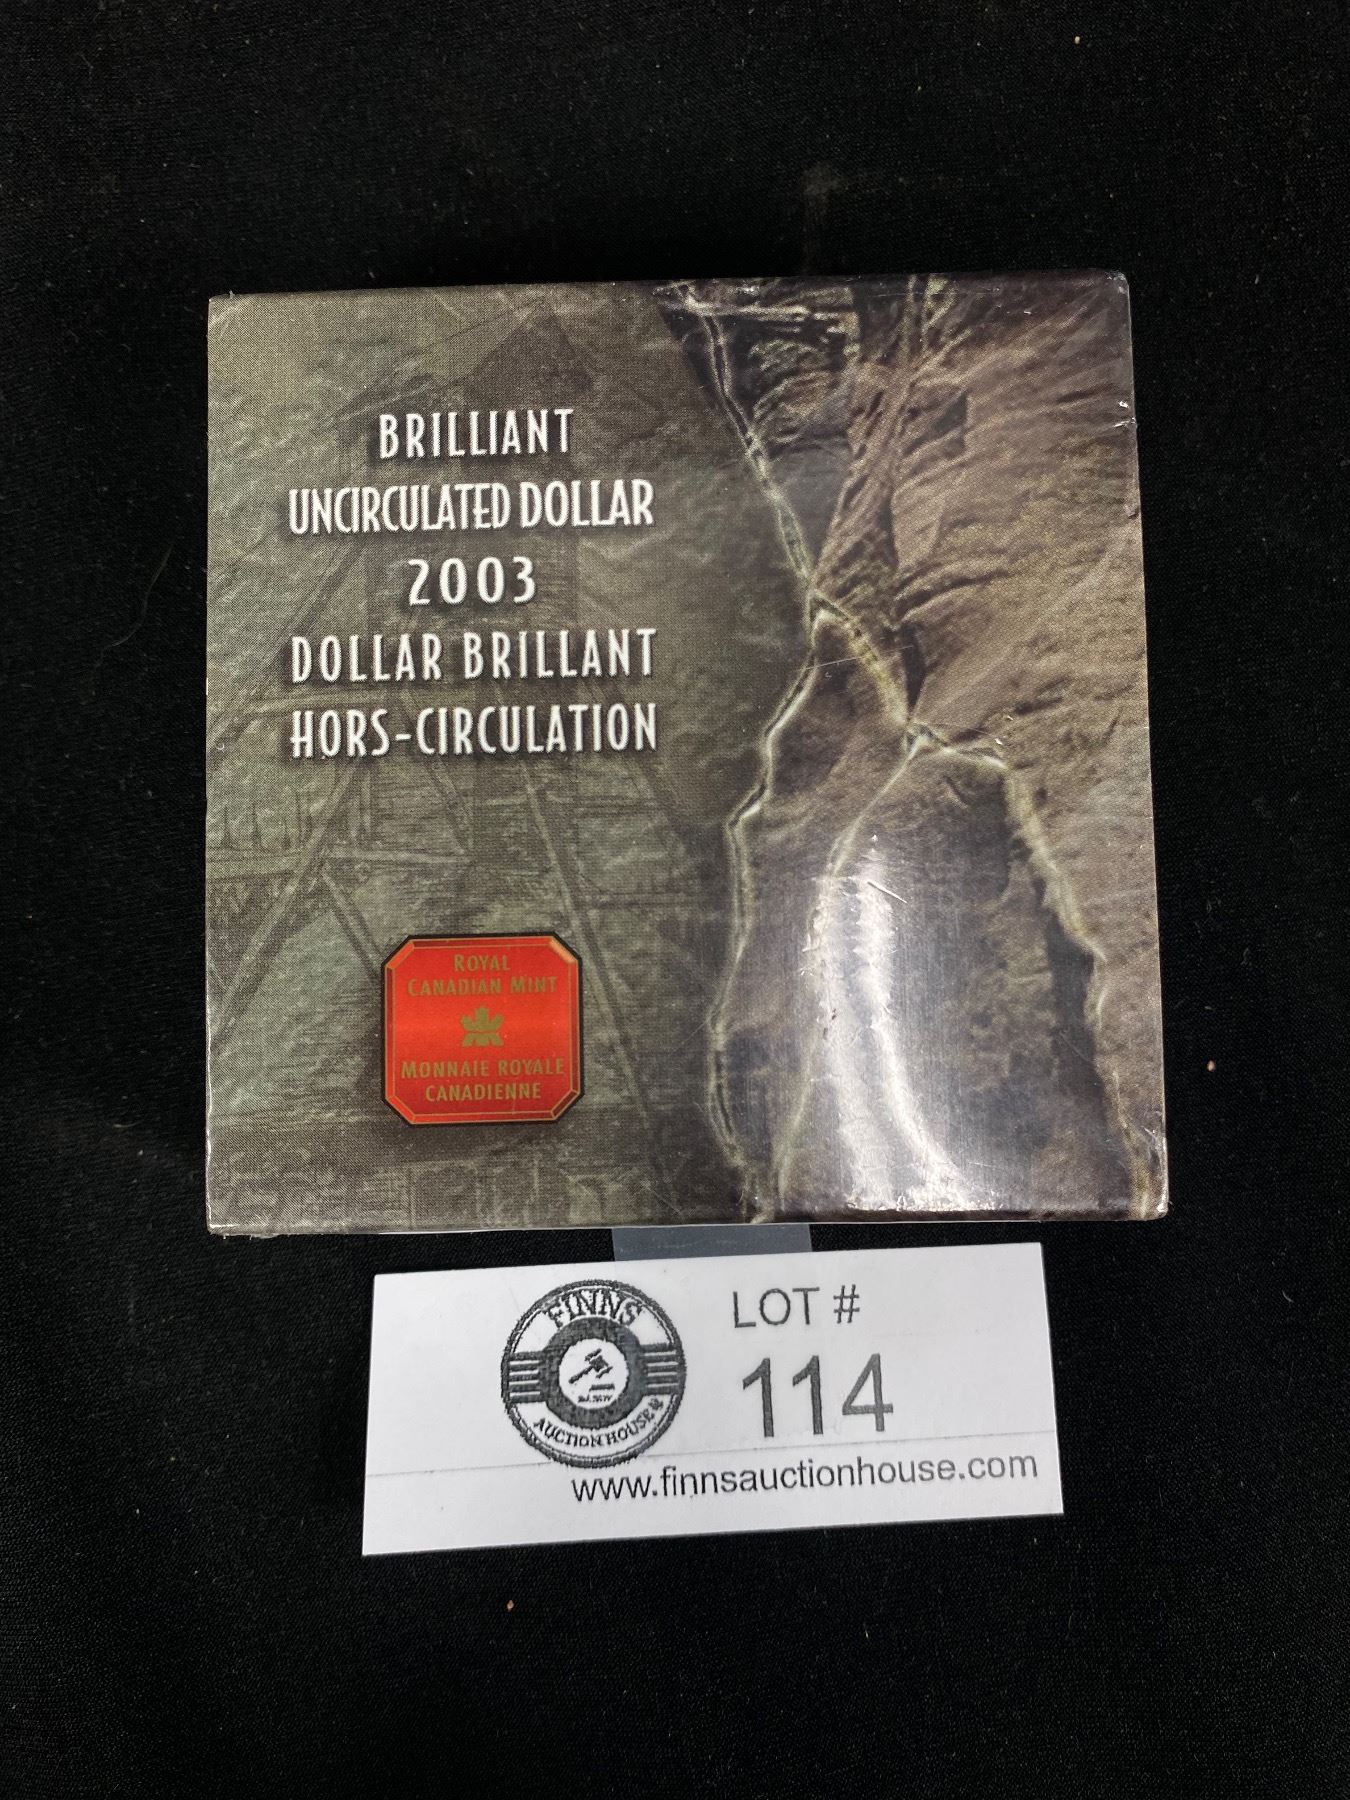 BRILLIANT
UNCIRCULATED DOLLAR
2003
DOLLAR BRILLANT
HORS-CIRCULATION
ROYAL
CANADIAN MINT
MONNAIE ROYALE
CANADIENNE
FINNS
AUCTION HOUSE
LOT #
114
www.finnsauctionhouse.com